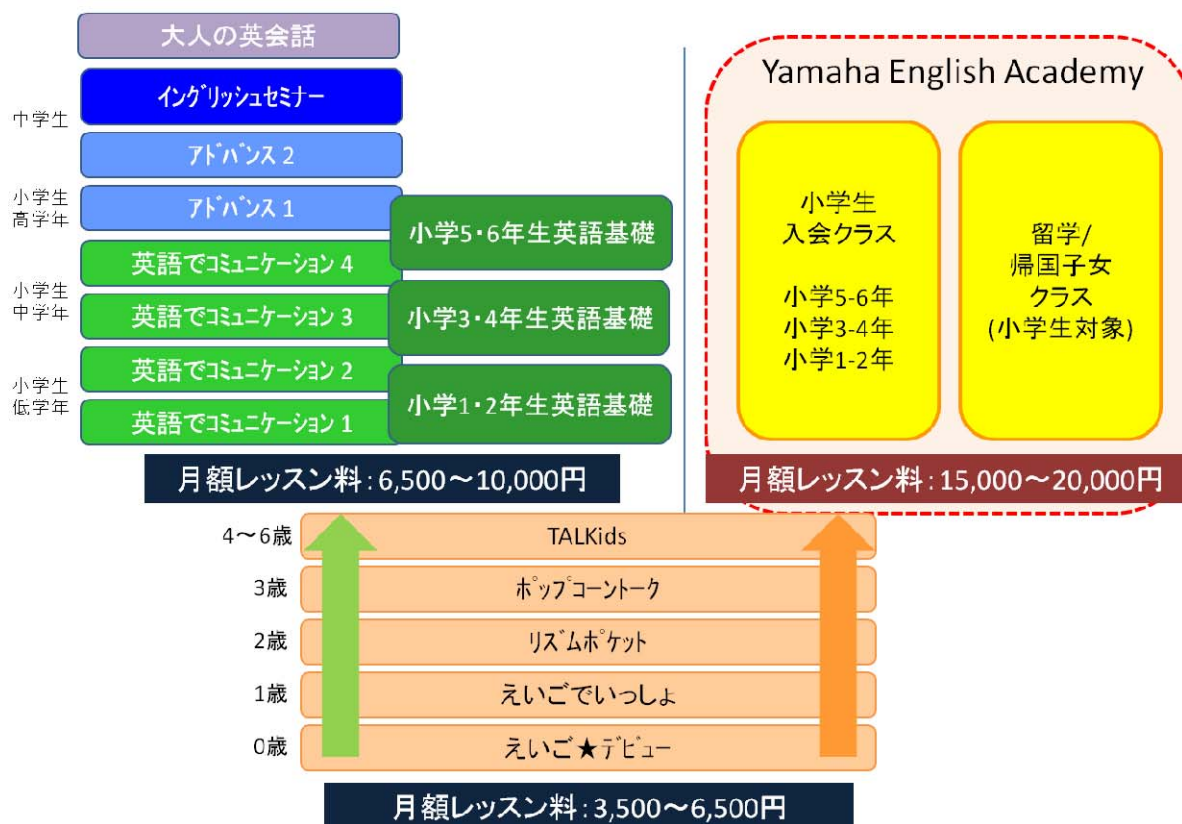 大人の英会話
イングリッシュセミナー
中学生
アドバンス 2
小学生
高学年
アドバンス 1
小学5・6年生英語基礎
英語でコミュニケーション 4
小学生
中学年
英語でコミュニケーション 3
小学3・4年生英語基礎
英語でコミュニケーション 2
小学生
低学年
小学1・2年生英語基礎
英語でコミュニケーション 1
月額レッスン料:6,500～10,000円
Yamaha English Academy
小学生
入会クラス
小学5-6年
小学3-4年
小学1-2年
留学/
帰国子女
クラス
(小学生対象)
月額レッスン料:15,000～20,000円
4～6歳
TALKids
3歳
ポップコーントーク
2歳
リズムポケット
1歳
えいごでいっしょ
0歳
えいご★デビュー
月額レッスン料:3,500～6,500円